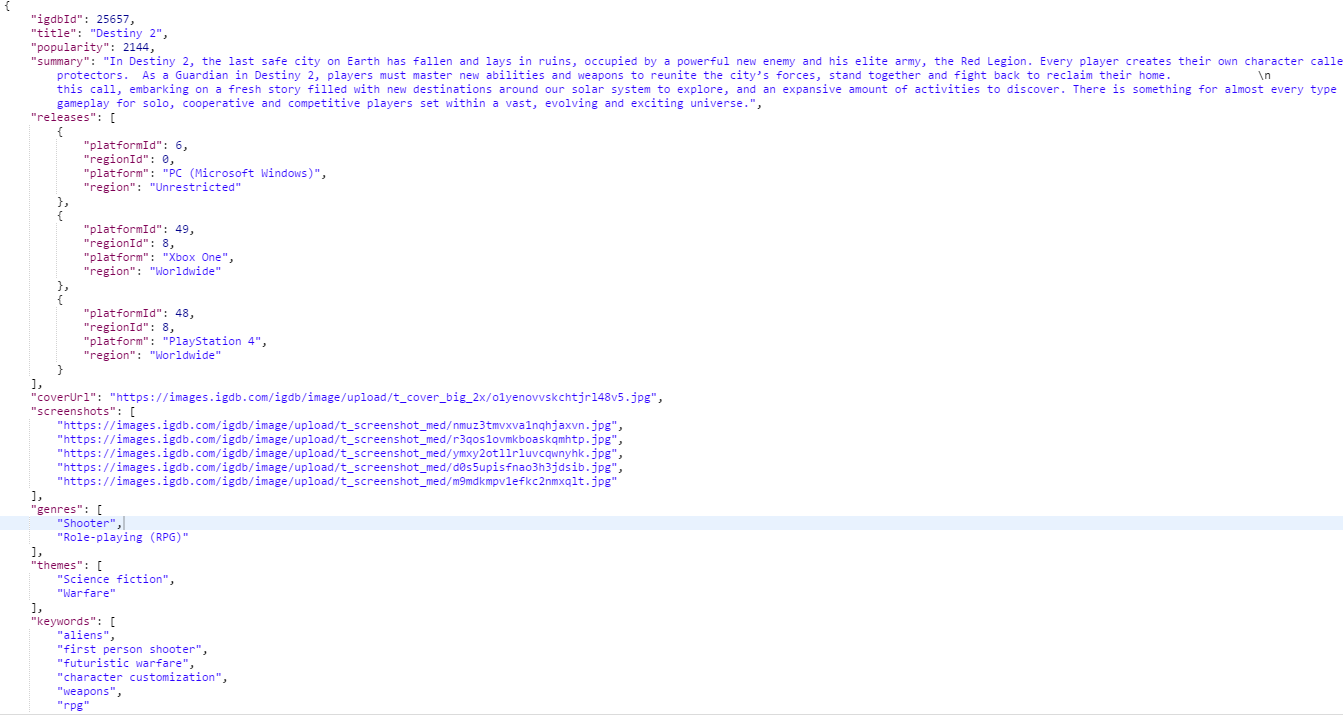 {
"igdbId": 25657,
"title": "Destiny 2",
"popularity": 2144,
"summary": "In Destiny 2, the last safe city on Earth has fallen and lays in ruins, occupied by a powerful new enemy and his elite army, the Red Legion. Every player creates their own character calle
protectors.  As a Guardian in Destiny 2, players must master new abilities and weapons to reunite the city’s forces, stand together and fight back to reclaim their home. \n
this call, embarking on a fresh story filled with new destinations around our solar system to explore, and an expansive amount of activities to discover. There is something for almost every type
gameplay for solo, cooperative and competitive players set within a vast, evolving and exciting universe.",
"releases": [
{
"platformId": 6,
"regionId": 0,
"platform": "PC (Microsoft Windows)",
"region": "Unrestricted"
},
{
"platformId": 49,
"regionId": 8,
"platform": "Xbox One",
"region": "Worldwide"
},
{
"platformId": 48,
"regionId": 8,
"platform": "PlayStation 4",
"region": "Worldwide"
}
],
"coverUrl": "https://images.igdb.com/igdb/image/upload/t_cover_big_2x/o1yenovvskchtjrl48v5.jpg",
"screenshots": [
"https://images.igdb.com/igdb/image/upload/t_screenshot_med/nmuz3tmvxva1nqhjaxvn.jpg",
"https://images.igdb.com/igdb/image/upload/t_screenshot_med/r3qos1ovmkboaskqmhtp.jpg",
"https://images.igdb.com/igdb/image/upload/t_screenshot_med/ymxy2otllrluvcqwnyhk.jpg",
"https://images.igdb.com/igdb/image/upload/t_screenshot_med/d0s5upisfnao3h3jdsib.jpg",
"https://images.igdb.com/igdb/image/upload/t_screenshot_med/m9mdkmpv1efkc2nmxqlt.jpg"
],
"genres": [
"Shooter",
"Role-playing (RPG)"
],
"themes": [
"Science fiction",
"Warfare"
],
"keywords": [
"aliens",
"first person shooter",
"futuristic warfare",
"character customization",
"weapons",
"rpg"